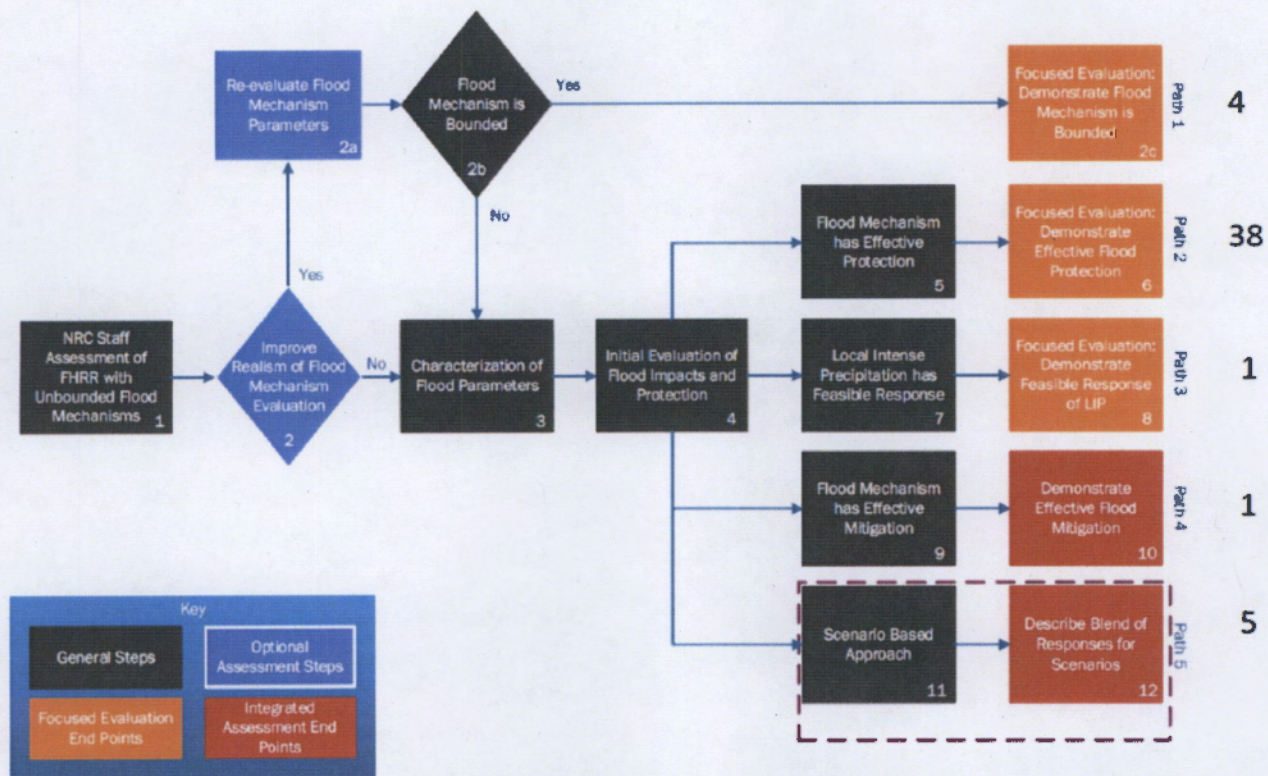 Re-evaluate Flood
Mechanism
Parameters
2a
Flood
Mechanism is
Bounded
2b
Yes
Focused Evaluation:
Demonstrate Flood
Mechanism is
Bounded
2c
Path 1
4
No
Flood Mechanism
has Effective
Protection
5
Focused Evaluation:
Demonstrate
Effective Flood
Protection
6
Path 2
38
Yes
NRC Staff
Assessment of
FHRR with
Unbounded Flood
Mechanisms
1
Improve
Realism of Flood
Mechanism
Evaluation
2
No
Characterization of
Flood Parameters
3
Initial Evaluation of
Flood Impacts and
Protection
4
Local Intense
Precipitation has
Feasible Response
7
Focused Evaluation:
Demonstrate
Feasible Response
of LIP
8
Path 3
1
Flood Mechanism
has Effective
Mitigation
9
Demonstrate
Effective Flood
Mitigation
10
Path 4
1
Scenario Based
Approach
11
Describe Blend of
Responses for
Scenarios
12
Path 5
5
Key
General Steps
Optional
Assessment Steps
Focused Evaluation
End Points
Integrated
Assessment End
Points